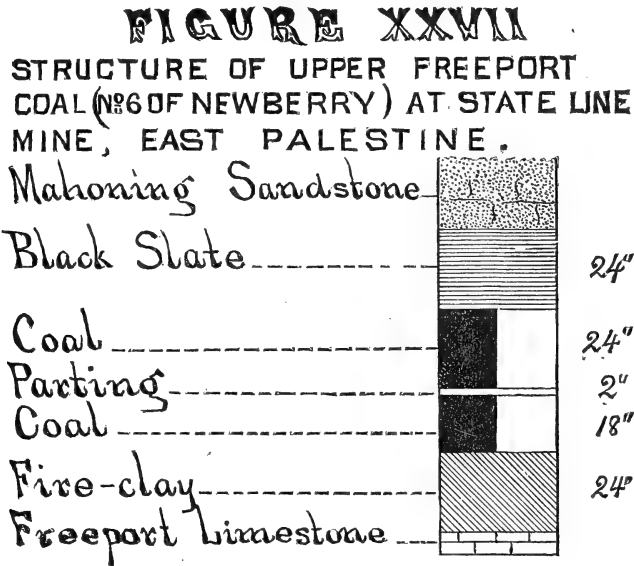 FIGURE XXVII
STRUCTURE OF UPPER FREEPORT
COAL (No 6 OF NEWBERRY) AT STATE LINE
MINE, EAST PALESTINE.
Mahoning Sandstone
Black Slate 24"
Coal 24"
Parting 2"
Coal 18"
Fire-clay 24"
Freeport Limestone